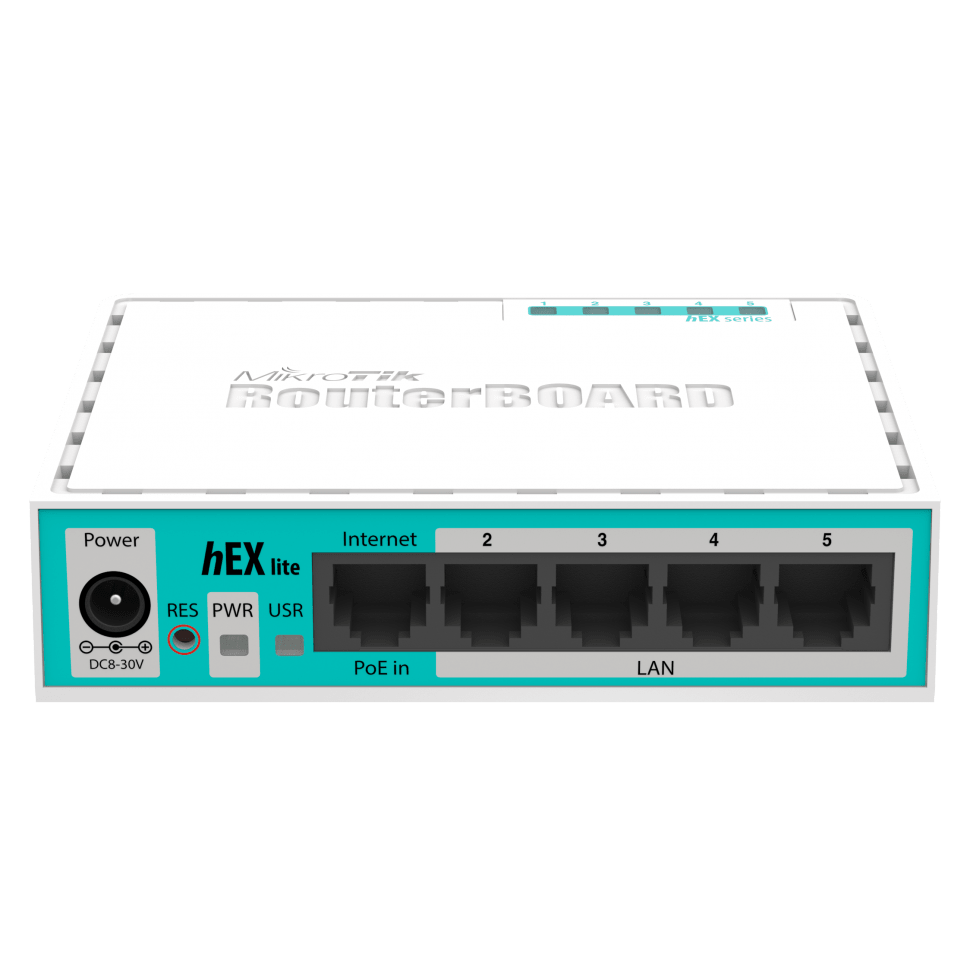 1 2 3 4 5
hEX series
MikroTik
RouterBOARD
Power
Internet
2 3 4 5
hEX lite
RES PWR USR
DC8-30V
PoE in
LAN